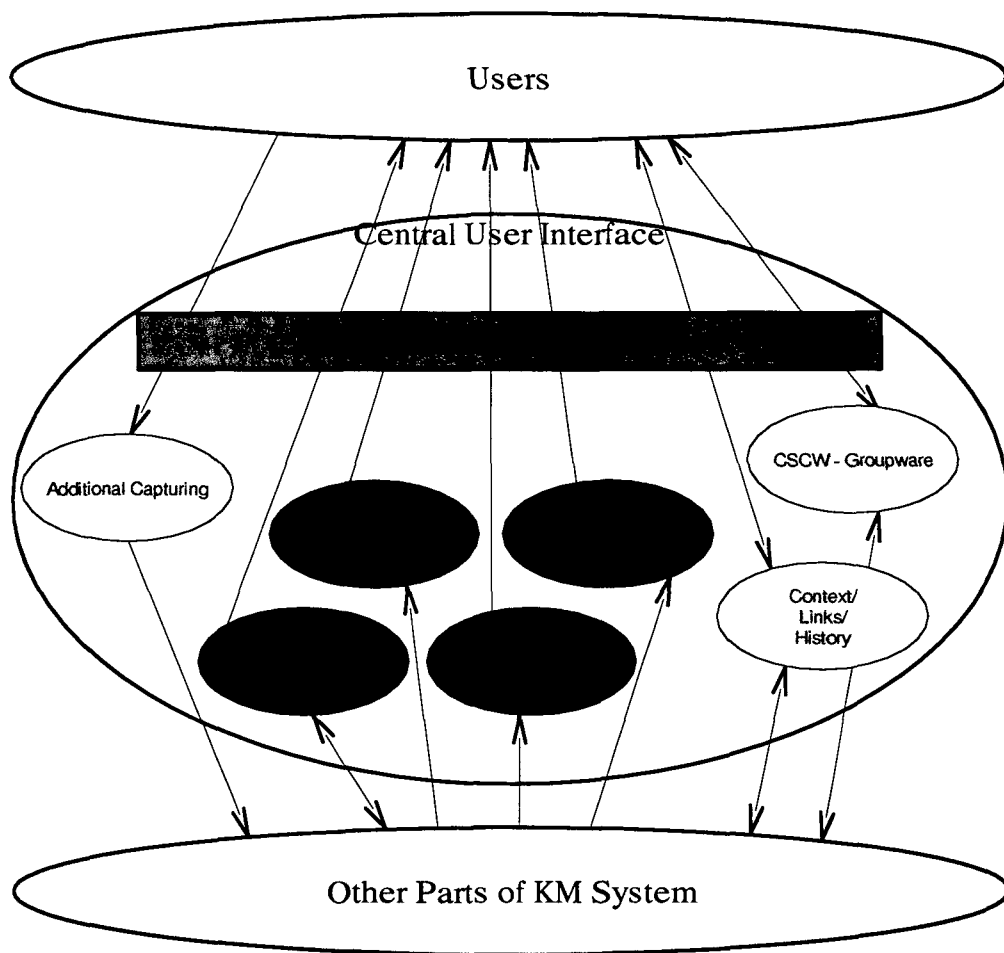 Users
Central User Interface
CSCW - Groupware
Additional Capturing
Context/
Links/
History
Other Parts of KM System